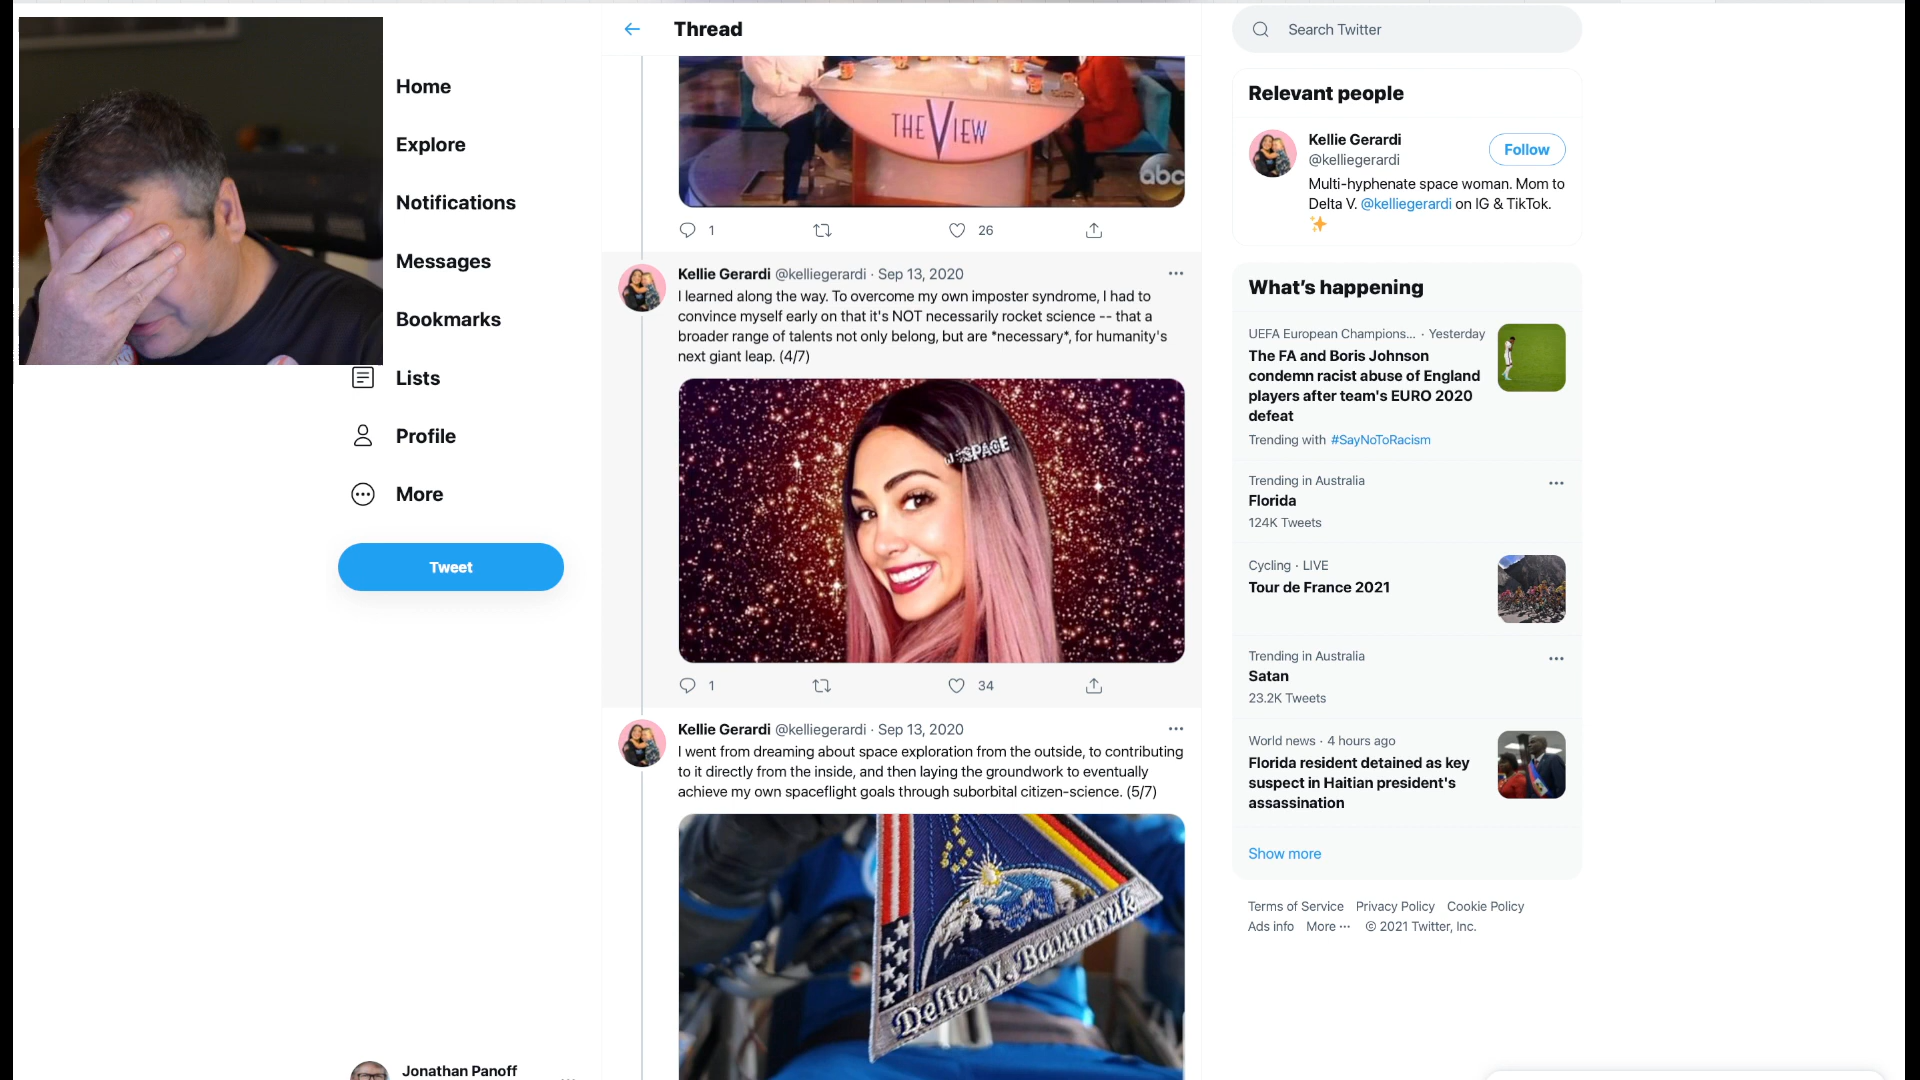 Home
Explore
Notifications
Messages
Bookmarks
Lists
Profile
More
Tweet
Jonathan Panoff
Thread
THE VIEW
abc
1
26
Kellie Gerardi @kelliegerardi · Sep 13, 2020
I learned along the way. To overcome my own imposter syndrome, I had to
convince myself early on that it's NOT necessarily rocket science -- that a
broader range of talents not only belong, but are *necessary*, for humanity's
next giant leap. (4/7)
SPACE
1
34
Kellie Gerardi @kelliegerardi · Sep 13, 2020
I went from dreaming about space exploration from the outside, to contributing
to it directly from the inside, and then laying the groundwork to eventually
achieve my own spaceflight goals through suborbital citizen-science. (5/7)
Delta V. Baumruk
Search Twitter
Relevant people
Kellie Gerardi
@kelliegerardi
Follow
Multi-hyphenate space woman. Mom to
Delta V. @kelliegerardi on IG & TikTok.
What's happening
UEFA European Champions... · Yesterday
The FA and Boris Johnson
condemn racist abuse of England
players after team's EURO 2020
defeat
Trending with #SayNoToRacism
Trending in Australia
Florida
124K Tweets
Cycling · LIVE
Tour de France 2021
Trending in Australia
Satan
23.2K Tweets
World news · 4 hours ago
Florida resident detained as key
suspect in Haitian president's
assassination
Show more
Terms of Service Privacy Policy Cookie Policy
Ads info More ··· © 2021 Twitter, Inc.